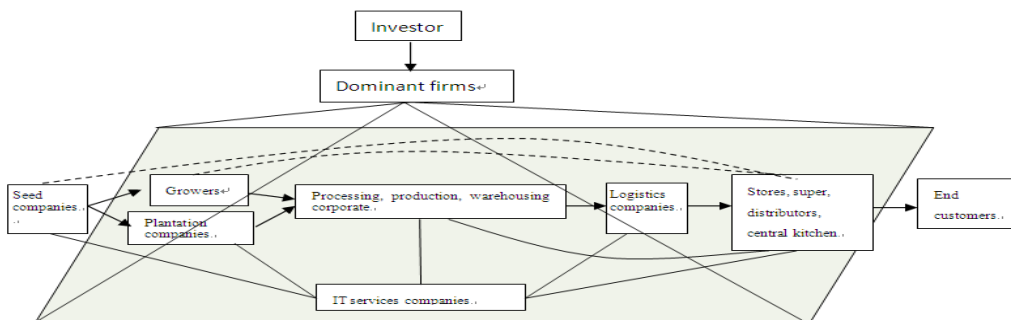 Investor
Dominant firms↵
Seed
companies..
..
Growers↵
Plantation
companies..
Processing, production, warehousing
corporate..
Logistics
companies..
Stores, super,
distributors,
central kitchen..
End
customers..
IT services companies..